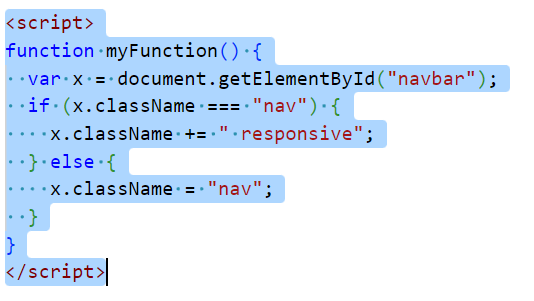 <script>
function myFunction() {
  var x = document.getElementById("navbar");
  if (x.className === "nav") {
    x.className += " responsive";
  } else {
    x.className = "nav";
  }
}
</script>